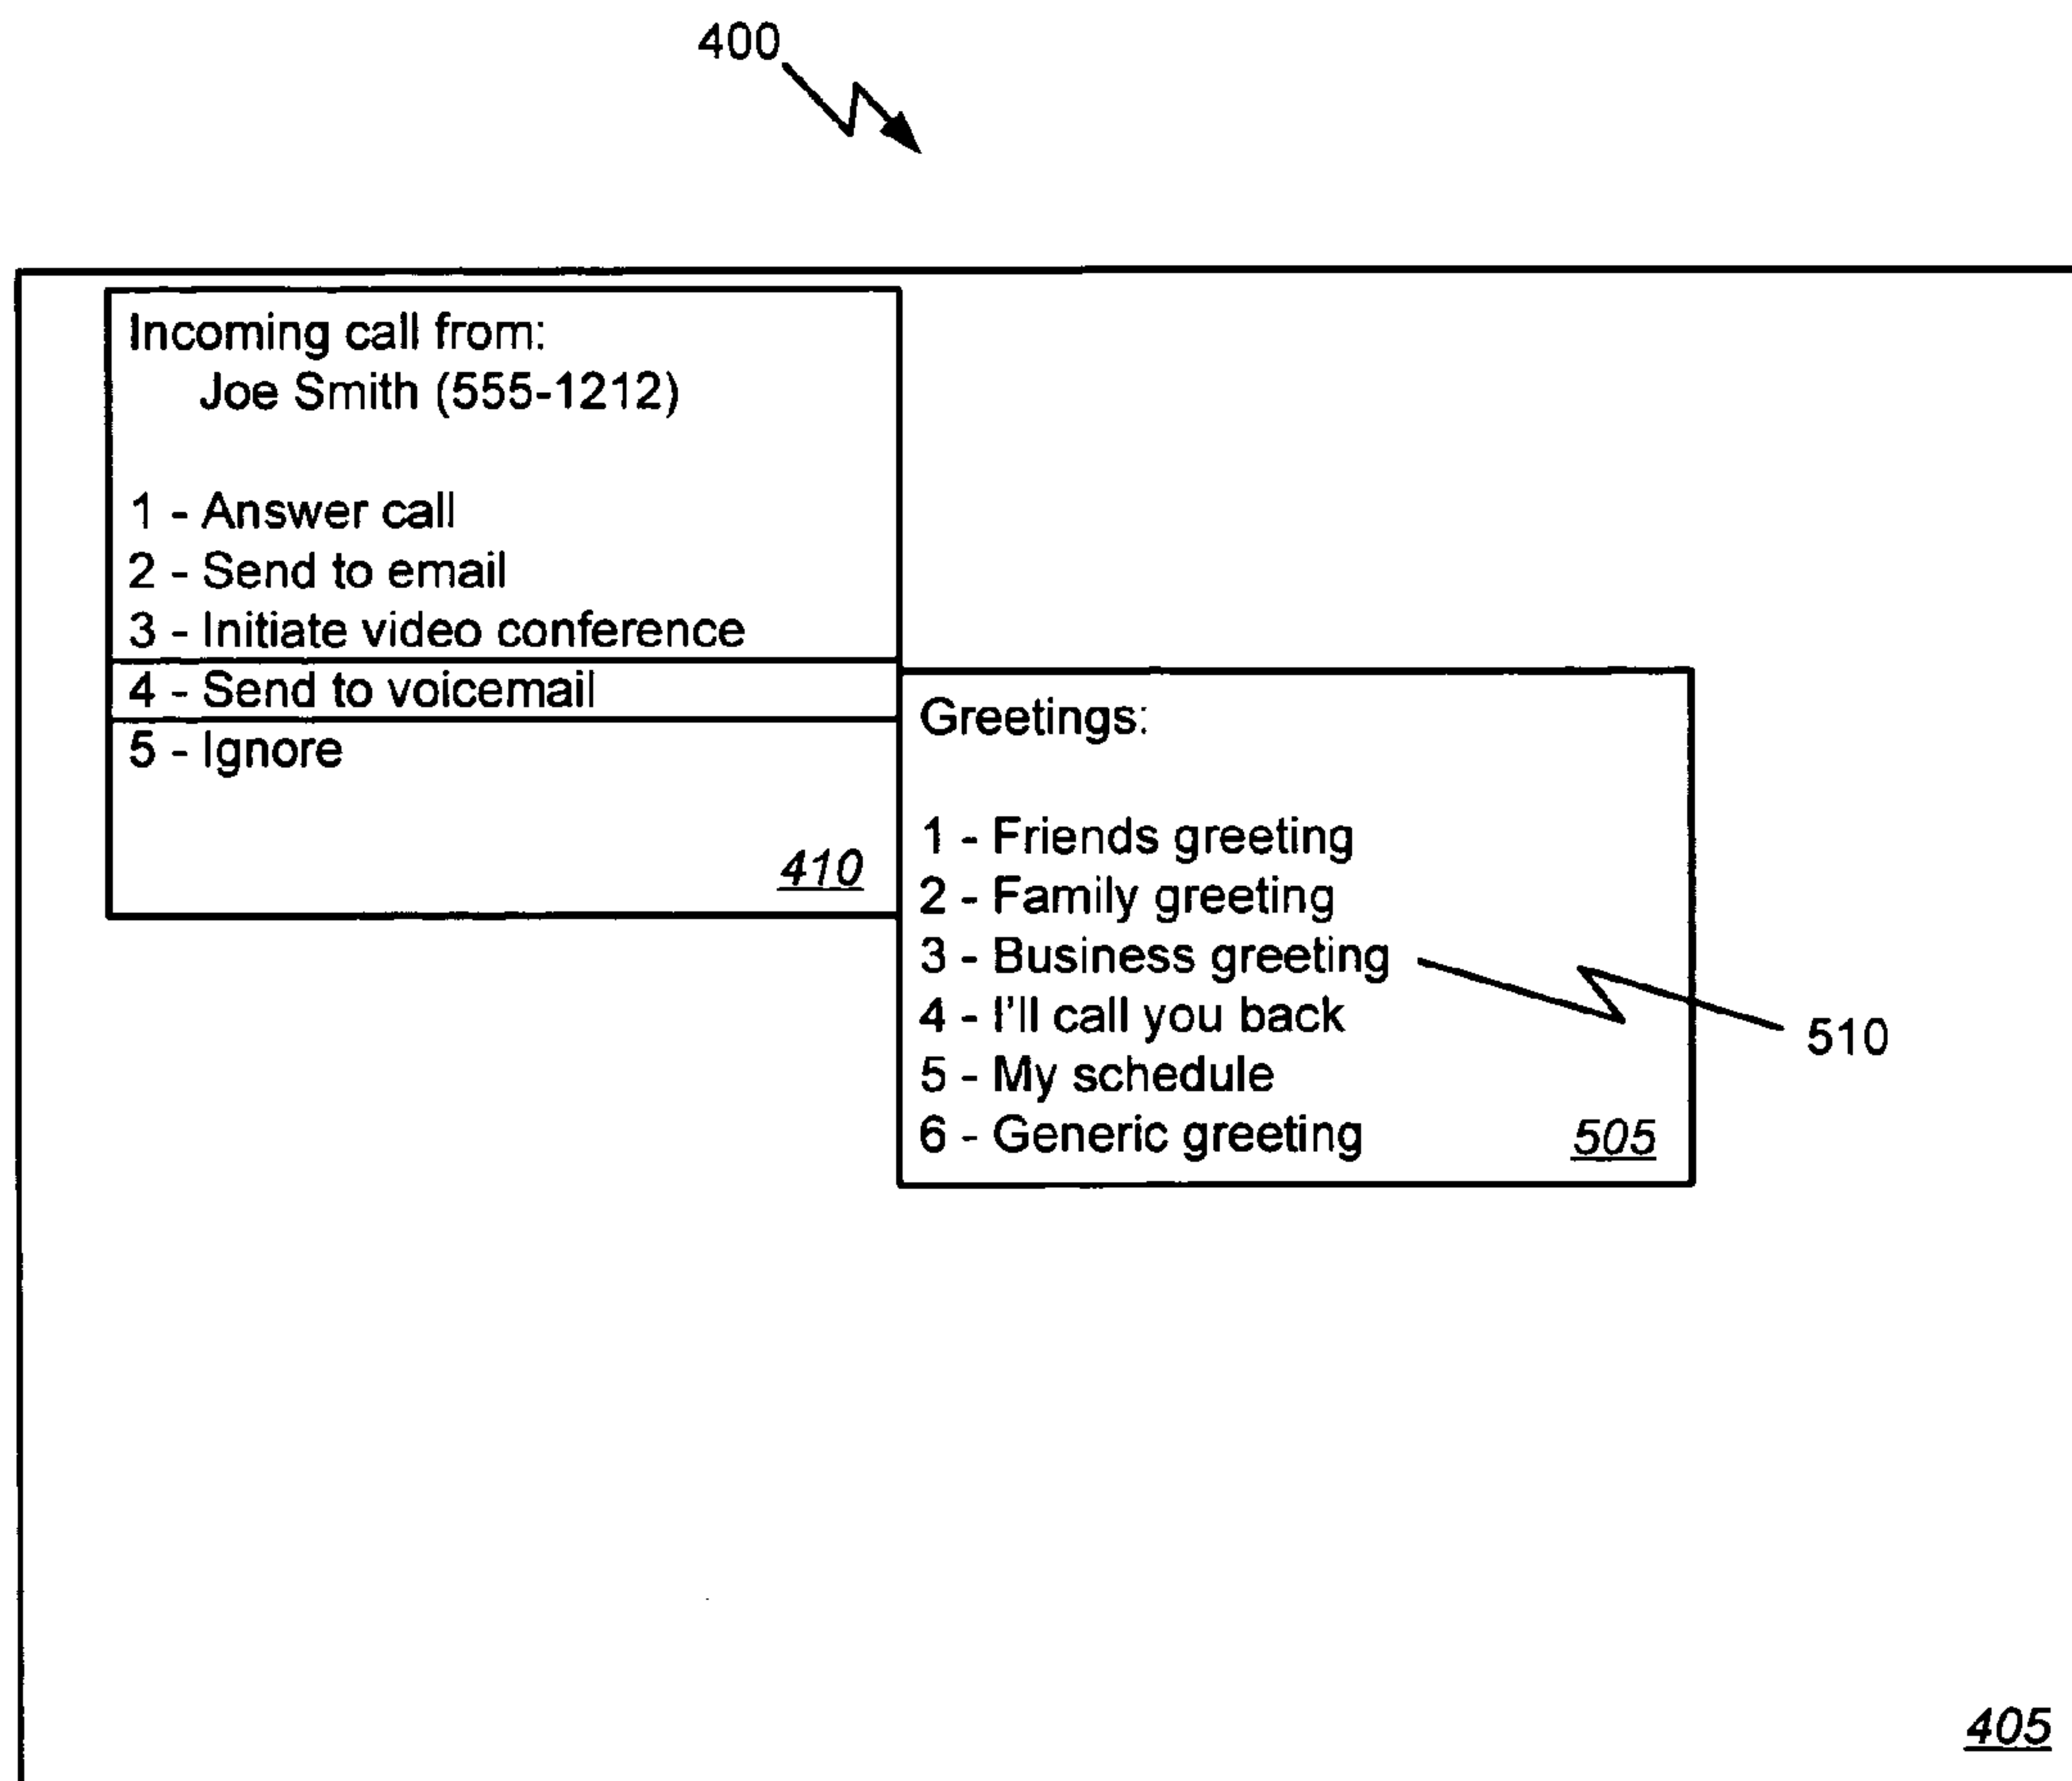 400
Incoming call from:
Joe Smith (555-1212)
1 - Answer call
2 - Send to email
3 - Initiate video conference
4 - Send to voicemail
5 - Ignore
410
Greetings:
1 - Friends greeting
2 - Family greeting
3 - Business greeting
4 - I'll call you back
5 - My schedule
6 - Generic greeting
505
510
405